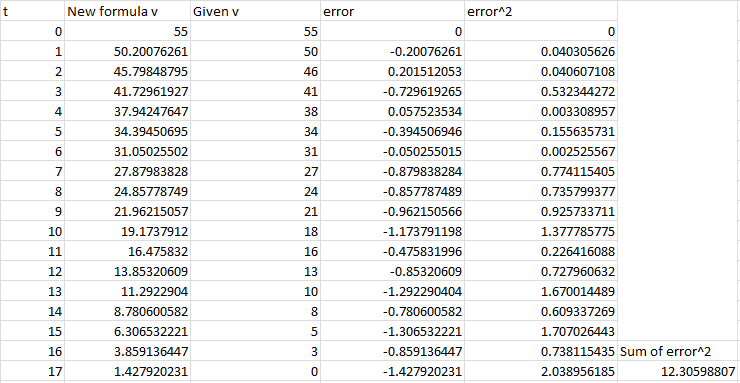 t New formula v Given v error error^2
0 55 55 0 0
1 50.20076261 50 -0.20076261 0.040305626
2 45.79848795 46 0.201512053 0.040607108
3 41.72961927 41 -0.729619265 0.532344272
4 37.94247647 38 0.057523534 0.003308957
5 34.39450695 34 -0.394506946 0.155635731
6 31.05025502 31 -0.050255015 0.002525567
7 27.87983828 27 -0.879838284 0.774115405
8 24.85778749 24 -0.857787489 0.735799377
9 21.96215057 21 -0.962150566 0.925733711
10 19.1737912 18 -1.173791198 1.377785775
11 16.475832 16 -0.475831996 0.226416088
12 13.85320609 13 -0.85320609 0.727960632
13 11.2922904 10 -1.292290404 1.670014489
14 8.780600582 8 -0.780600582 0.609337269
15 6.306532221 5 -1.306532221 1.707026443
16 3.859136447 3 -0.859136447 0.738115435 Sum of error^2
17 1.427920231 0 -1.427920231 2.038956185 12.30598807